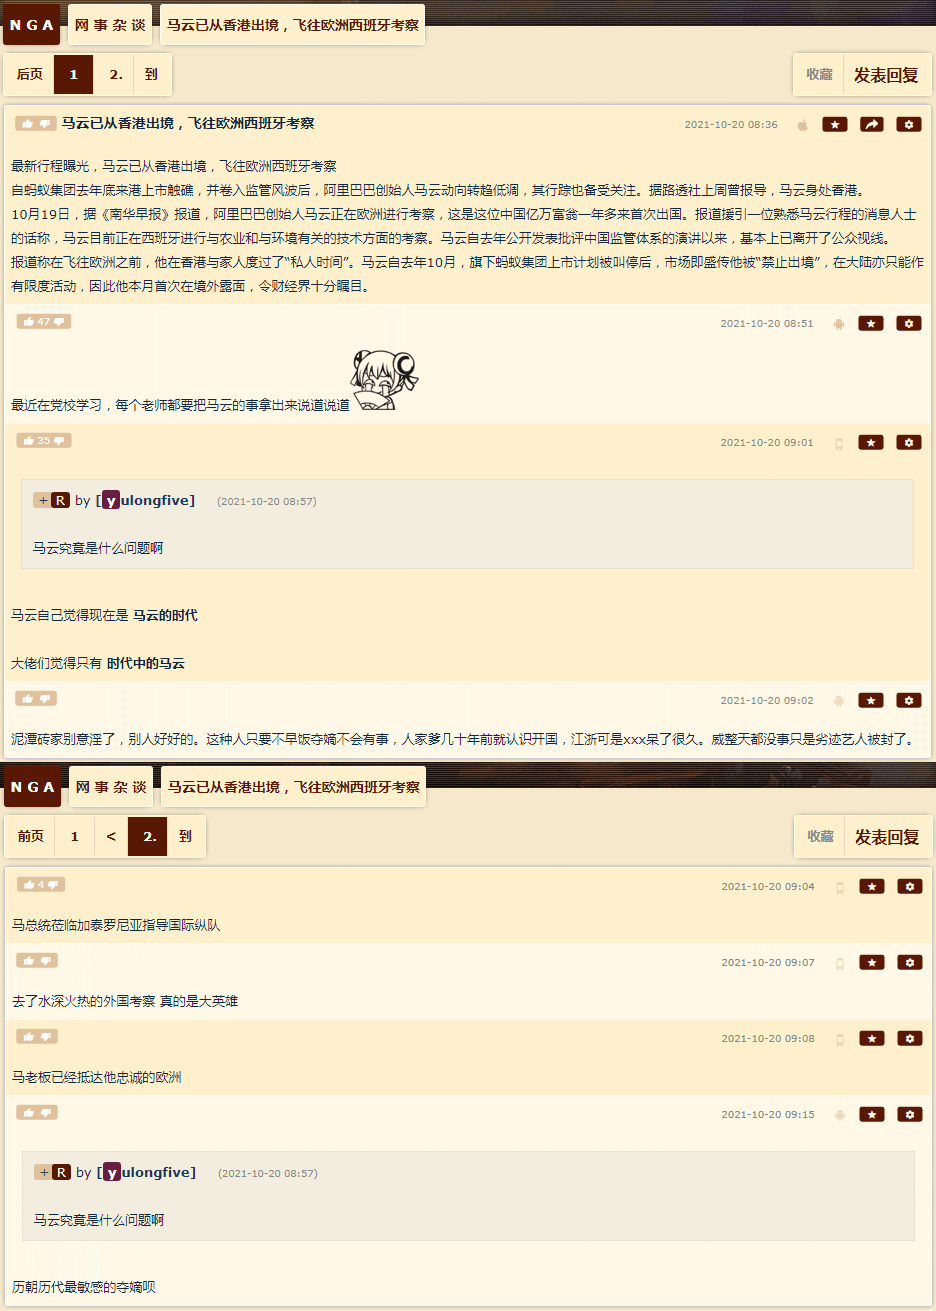 NGA 网事杂谈 马云已从香港出境，飞往欧洲西班牙考察
后页 1 2. 到 收藏 发表回复
马云已从香港出境，飞往欧洲西班牙考察 2021-10-20 08:36
最新行程曝光，马云已从香港出境，飞往欧洲西班牙考察
自蚂蚁集团去年底来港上市触礁，并卷入监管风波后，阿里巴巴创始人马云动向转趋低调，其行踪也备受关注。据路透社上周曾报导，马云身处香港。
10月19日，据《南华早报》报道，阿里巴巴创始人马云正在欧洲进行考察，这是这位中国亿万富翁一年多来首次出国。报道援引一位熟悉马云行程的消息人士
的话称，马云目前正在西班牙进行与农业和与环境有关的技术方面的考察。马云自去年公开发表批评中国监管体系的演讲以来，基本上已离开了公众视线。
报道称在飞往欧洲之前，他在香港与家人度过了“私人时间”。马云自去年10月，旗下蚂蚁集团上市计划被叫停后，市场即盛传他被“禁止出境”，在大陆亦只能作
有限度活动，因此他本月首次在境外露面，令财经界十分瞩目。
47 2021-10-20 08:51
最近在党校学习，每个老师都要把马云的事拿出来说道说道
35 2021-10-20 09:01
+ R by [yulongfive] (2021-10-20 08:57)
马云究竟是什么问题啊
马云自己觉得现在是 马云的时代
大佬们觉得只有 时代中的马云
2021-10-20 09:02
泥潭砖家别意淫了，别人好好的。这种人只要不早饭夺嫡不会有事，人家爹几十年前就认识开国，江浙可是xxx呆了很久。威整天都没事只是劣迹艺人被封了。
NGA 网事杂谈 马云已从香港出境，飞往欧洲西班牙考察
前页 1 < 2. 到 收藏 发表回复
4 2021-10-20 09:04
马总统莅临加泰罗尼亚指导国际纵队
2021-10-20 09:07
去了水深火热的外国考察 真的是大英雄
2021-10-20 09:08
马老板已经抵达他忠诚的欧洲
2021-10-20 09:15
+ R by [yulongfive] (2021-10-20 08:57)
马云究竟是什么问题啊
历朝历代最敏感的夺嫡呗